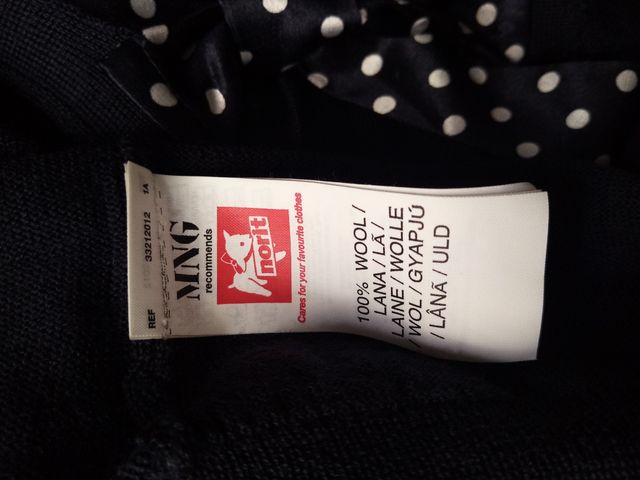 REF 33212012 1A
MNG
recommends
norit
Cares for your favourite clothes
100% WOOL /
LANA / LÃ /
LAINE / WOLLE
/ WOL / GYAPJÚ
/ LÂNÃ / ULD